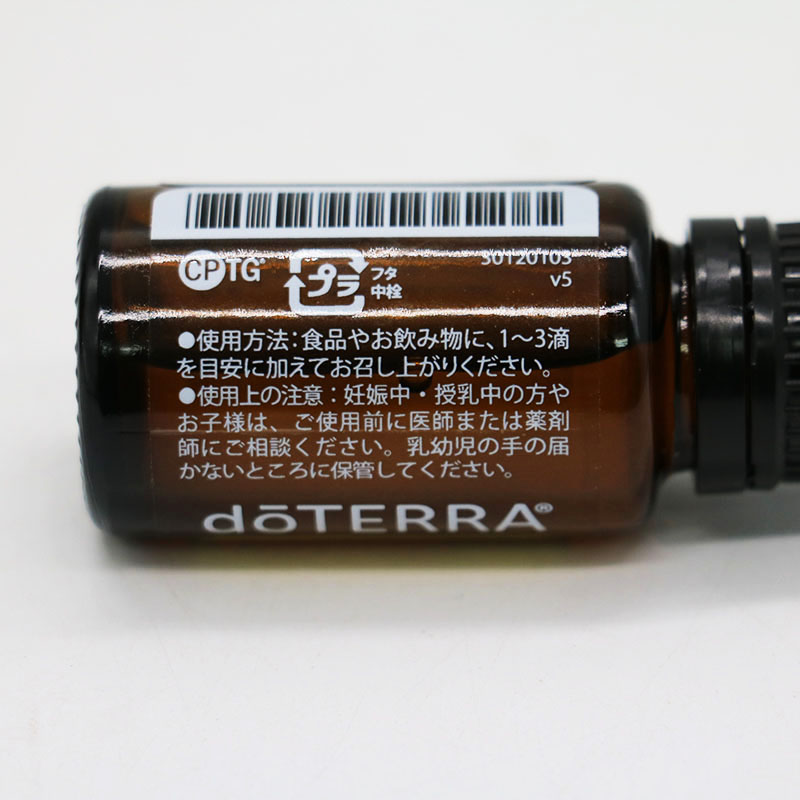 CPTG®
プラ
フタ
中栓
S0120103
v5
●使用方法：食品やお飲み物に、1〜3滴
を目安に加えてお召し上がりください。
●使用上の注意：妊娠中・授乳中の方や
お子様は、ご使用前に医師または薬剤
師にご相談ください。乳幼児の手の届
かないところに保管してください。
dōTERRA®